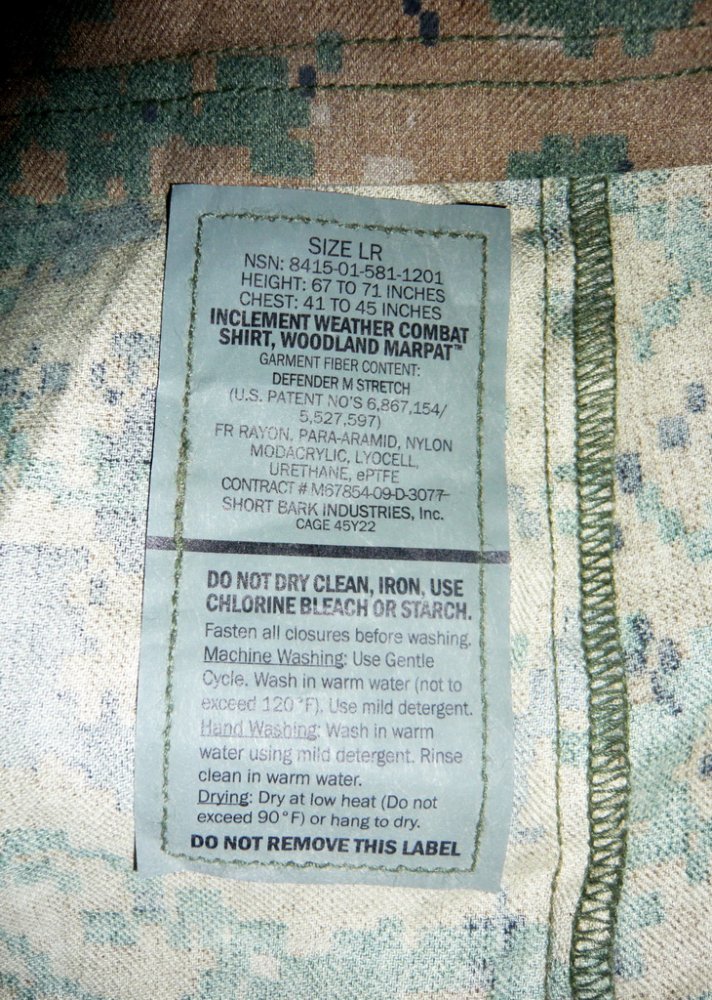 SIZE LR
NSN: 8415-01-581-1201
HEIGHT: 67 TO 71 INCHES
CHEST: 41 TO 45 INCHES
INCLEMENT WEATHER COMBAT
SHIRT, WOODLAND MARPAT™
GARMENT FIBER CONTENT:
DEFENDER M STRETCH
(U.S. PATENT NO'S 6,867,154/
5,527,597)
FR RAYON, PARA-ARAMID, NYLON
MODACRYLIC, LYOCELL,
URETHANE, ePTFE
CONTRACT # M67854-09-D-3077-
SHORT BARK INDUSTRIES, Inc.
CAGE 45Y22
DO NOT DRY CLEAN, IRON, USE
CHLORINE BLEACH OR STARCH.
Fasten all closures before washing.
Machine Washing: Use Gentle
Cycle. Wash in warm water (not to
exceed 120°F). Use mild detergent.
Hand Washing: Wash in warm
water using mild detergent. Rinse
clean in warm water.
Drying: Dry at low heat (Do not
exceed 90°F) or hang to dry.
DO NOT REMOVE THIS LABEL